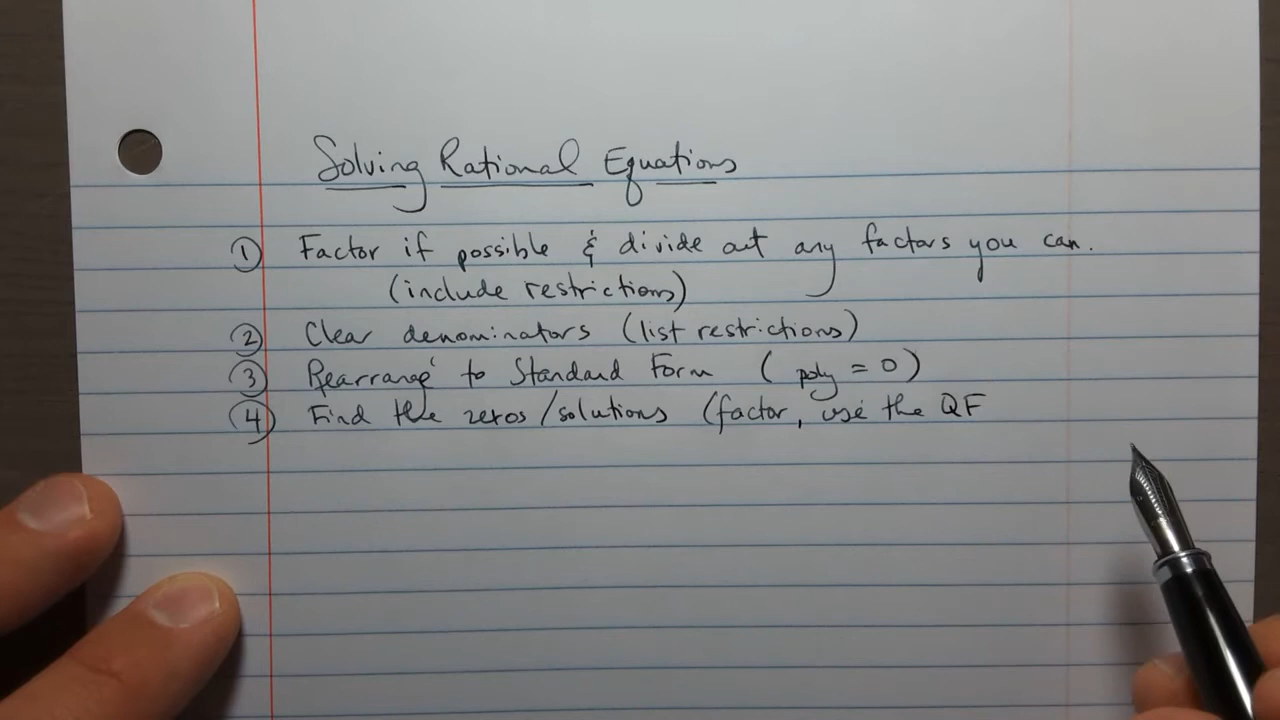 Solving Rational Equations
① Factor if possible & divide out any factors you can.
(include restrictions)
② Clear denominators (list restrictions)
③ Rearrange to Standard Form (poly = 0)
④ Find the zeros/solutions (factor, use the QF